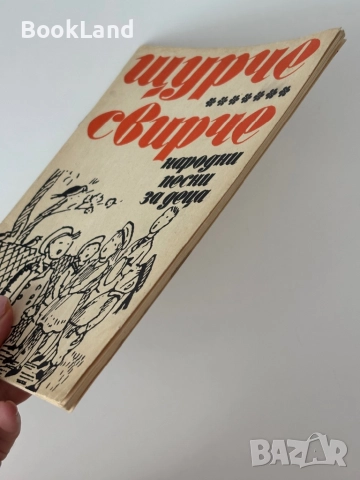 BookLand
щурче
*******
свирче
народни
песни
за деца
BAZAR